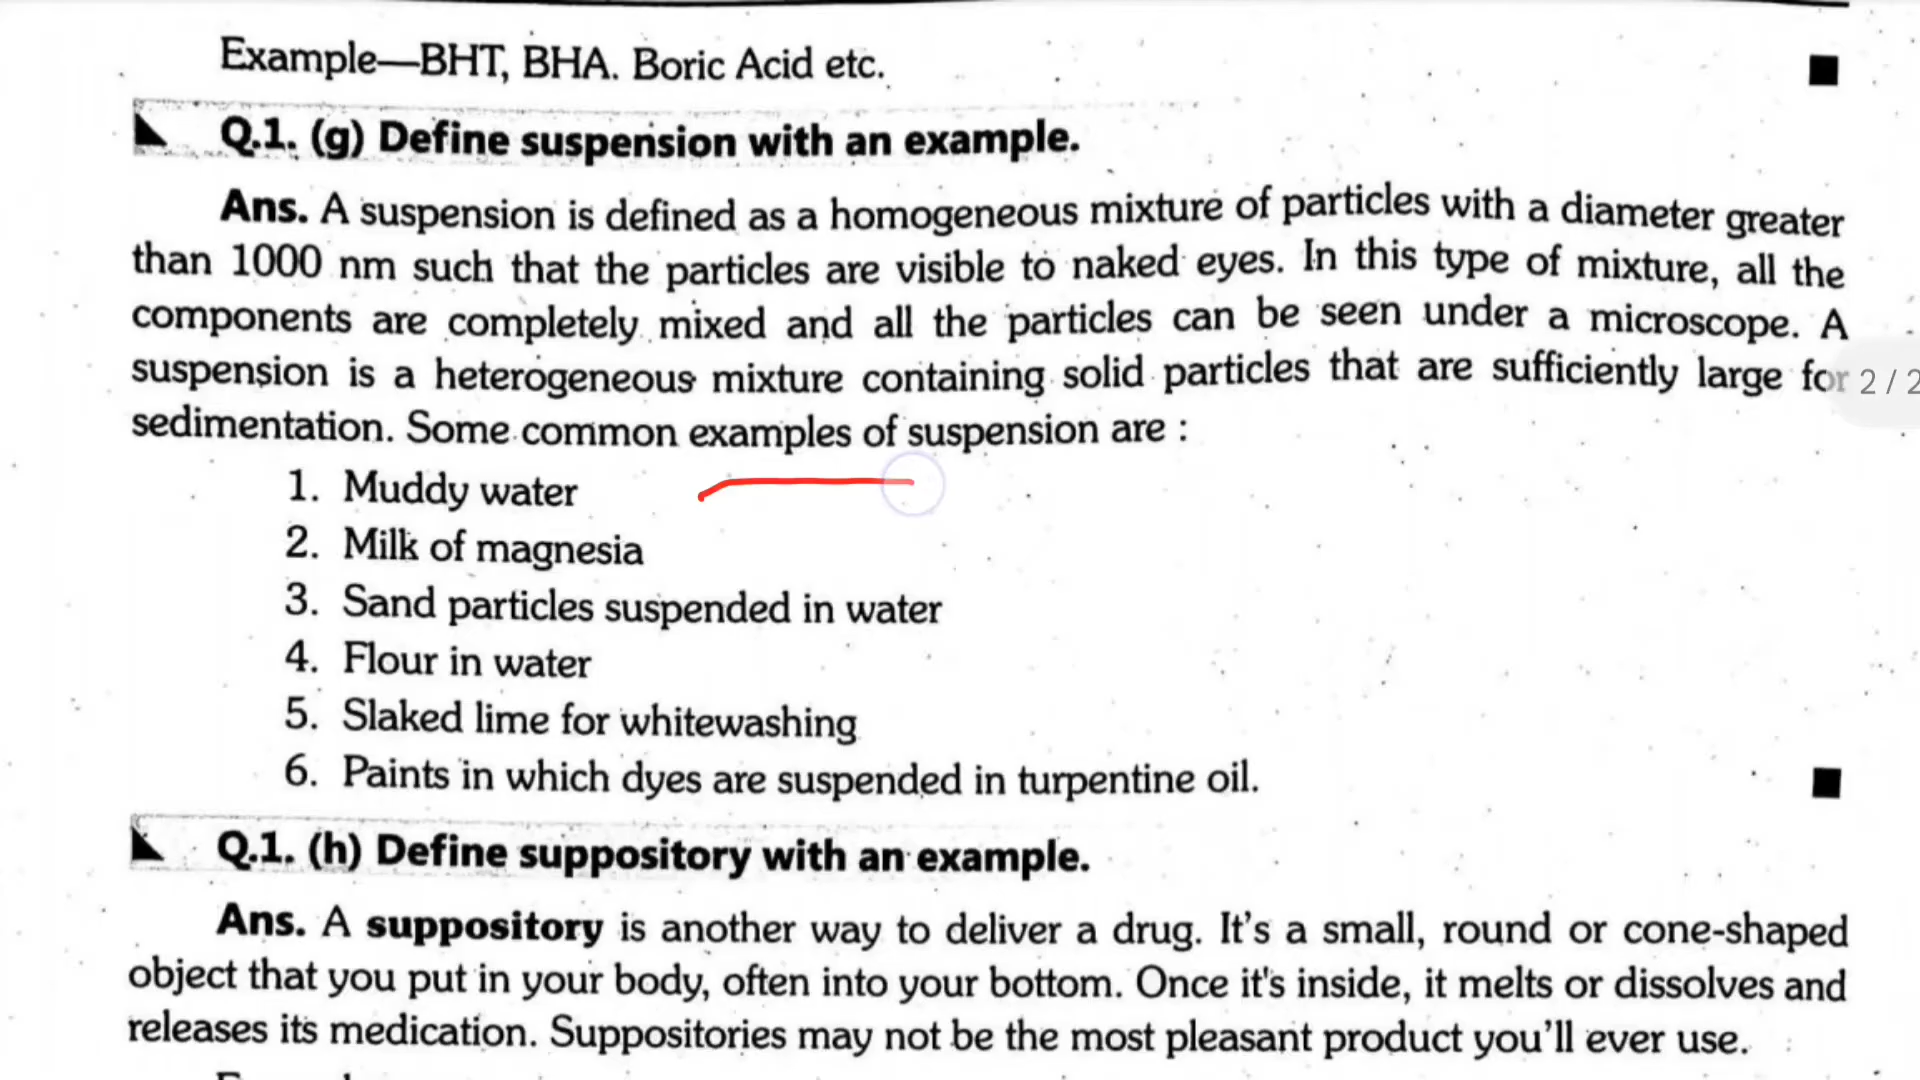 Example—BHT, BHA. Boric Acid etc.
Q.1. (g) Define suspension with an example.
Ans. A suspension is defined as a homogeneous mixture of particles with a diameter greater
than 1000 nm such that the particles are visible to naked eyes. In this type of mixture, all the
components are completely mixed and all the particles can be seen under a microscope. A
suspension is a heterogeneous mixture containing solid particles that are sufficiently large for
2 / 2
sedimentation. Some common examples of suspension are :
1. Muddy water
2. Milk of magnesia
3. Sand particles suspended in water
4. Flour in water
5. Slaked lime for whitewashing
6. Paints in which dyes are suspended in turpentine oil.
Q.1. (h) Define suppository with an example.
Ans. A suppository is another way to deliver a drug. It's a small, round or cone-shaped
object that you put in your body, often into your bottom. Once it's inside, it melts or dissolves and
releases its medication. Suppositories may not be the most pleasant product you'll ever use.